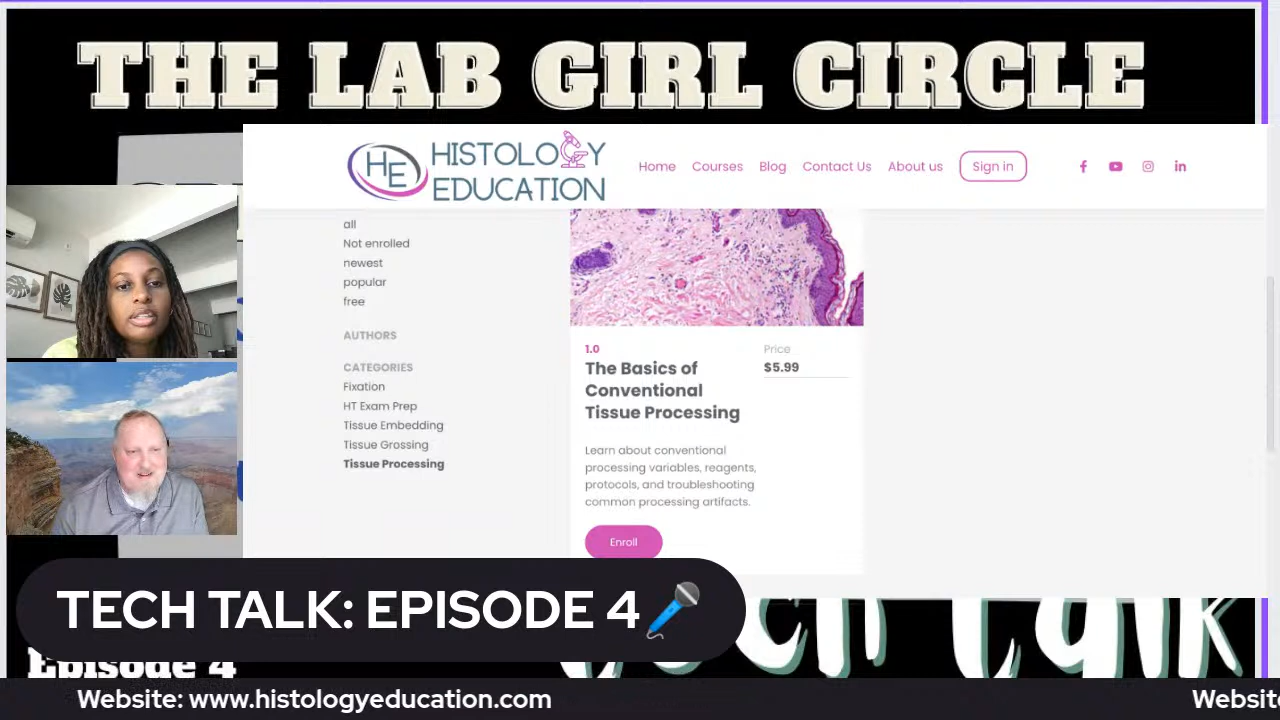 THE LAB GIRL CIRCLE
HE HISTOLOGY
EDUCATION
Home Courses Blog Contact Us About us Sign in
all
Not enrolled
newest
popular
free
AUTHORS
CATEGORIES
Fixation
HT Exam Prep
Tissue Embedding
Tissue Grossing
Tissue Processing
1.0
The Basics of
Conventional
Tissue Processing
Price
$5.99
Learn about conventional
processing variables, reagents,
protocols, and troubleshooting
common processing artifacts.
Enroll
TECH TALK: EPISODE 4🎤
Tech Talk
Episode 4
Website: www.histologyeducation.com